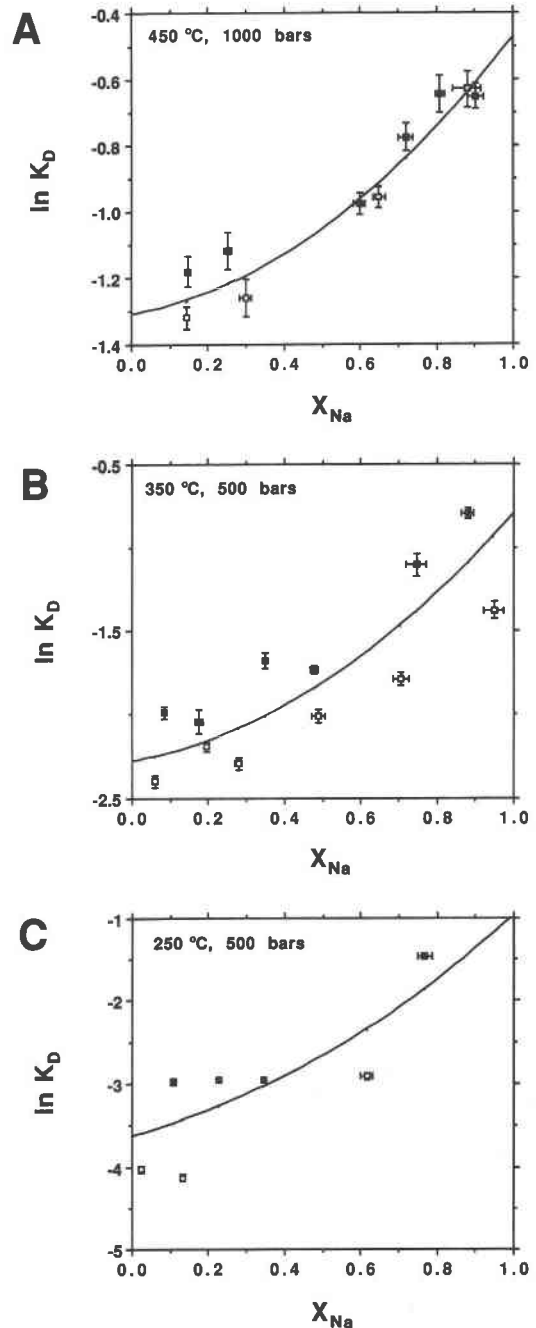 A
450 °C, 1000 bars
-0.4
-0.6
-0.8
-1.0
-1.2
-1.4
ln K_D
0.0 0.2 0.4 0.6 0.8 1.0
X_Na
B
350 °C, 500 bars
-0.5
-1.5
-2.5
ln K_D
0.0 0.2 0.4 0.6 0.8 1.0
X_Na
C
250 °C, 500 bars
-1
-2
-3
-4
-5
ln K_D
0.0 0.2 0.4 0.6 0.8 1.0
X_Na